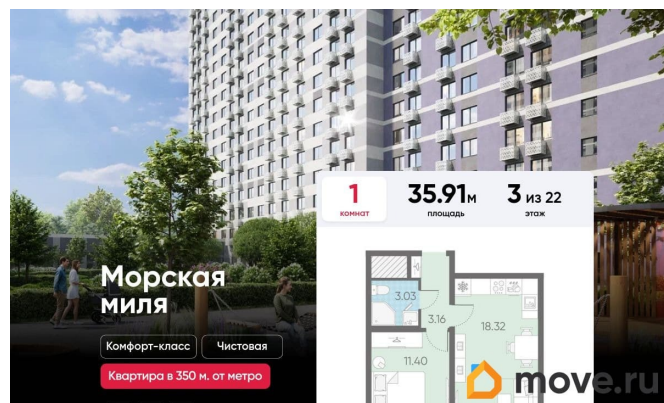 1
комнат
35.91м
площадь
3 из 22
этаж
Морская
миля
Комфорт-класс
Чистовая
Квартира в 350 м. от метро
3.03
3.16
18.32
11.40
move.ru